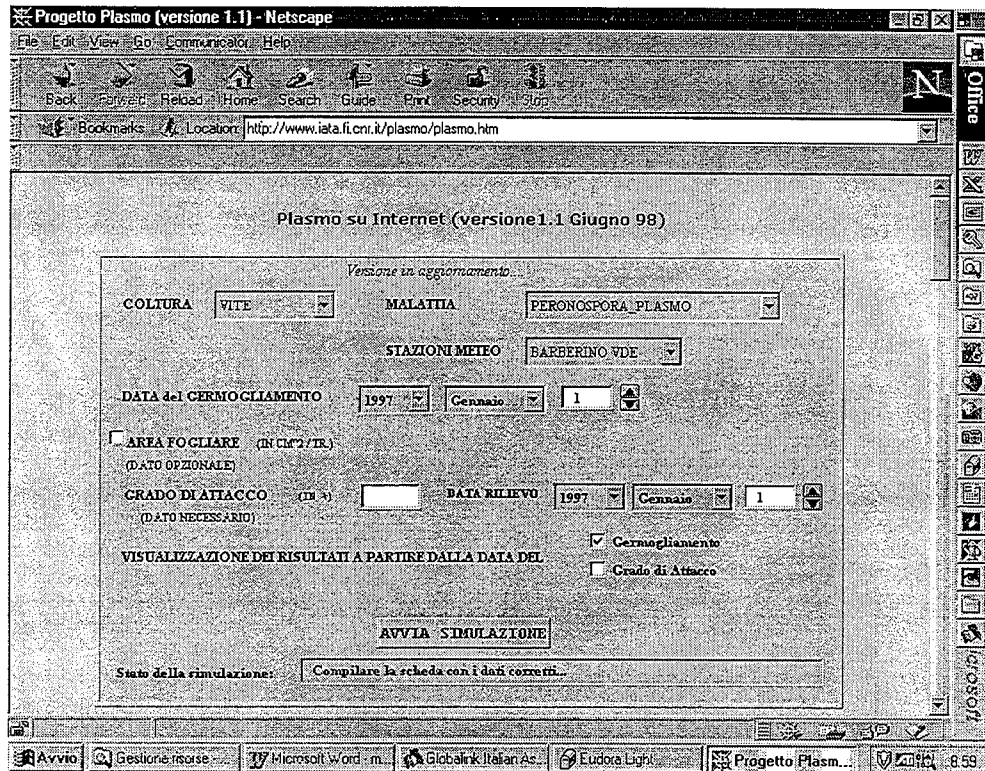 Progetto Plasmo (versione 1.1) - Netscape
File Edit View Go Communicator Help
Back Forward Reload Home Search Guide Print Security Stop
N
Bookmarks Location: http://www.iata.fi.cnr.it/plasmo/plasmo.htm
Office
Plasmo su Internet (versione1.1 Giugno 98)
Versione in aggiornamento...
COLTURA VITE MALATTIA PERONOSPORA_PLASMO
STAZIONI METEO BARBERINO VDE
DATA del GERMOGLIAMENTO 1997 Gennaio 1
AREA FOGLIARE (IN CM^2 / TR.)
(DATO OPZIONALE)
GRADO DI ATTACCO DATA RILIEVO 1997 Gennaio 1
(DATO NECESSARIO)
VISUALIZZAZIONE DEI RISULTATI A PARTIRE DALLA DATA DEL
Germogliamento
Grado di Attacco
AVVIA SIMULAZIONE
Stato della simulazione: Compilare la scheda con i dati corretti...
icrosoft
Avvio Gestione risorse - ... Microsoft Word - m... Globalink Italian As... Eudora Light Progetto Plasm... 8.59